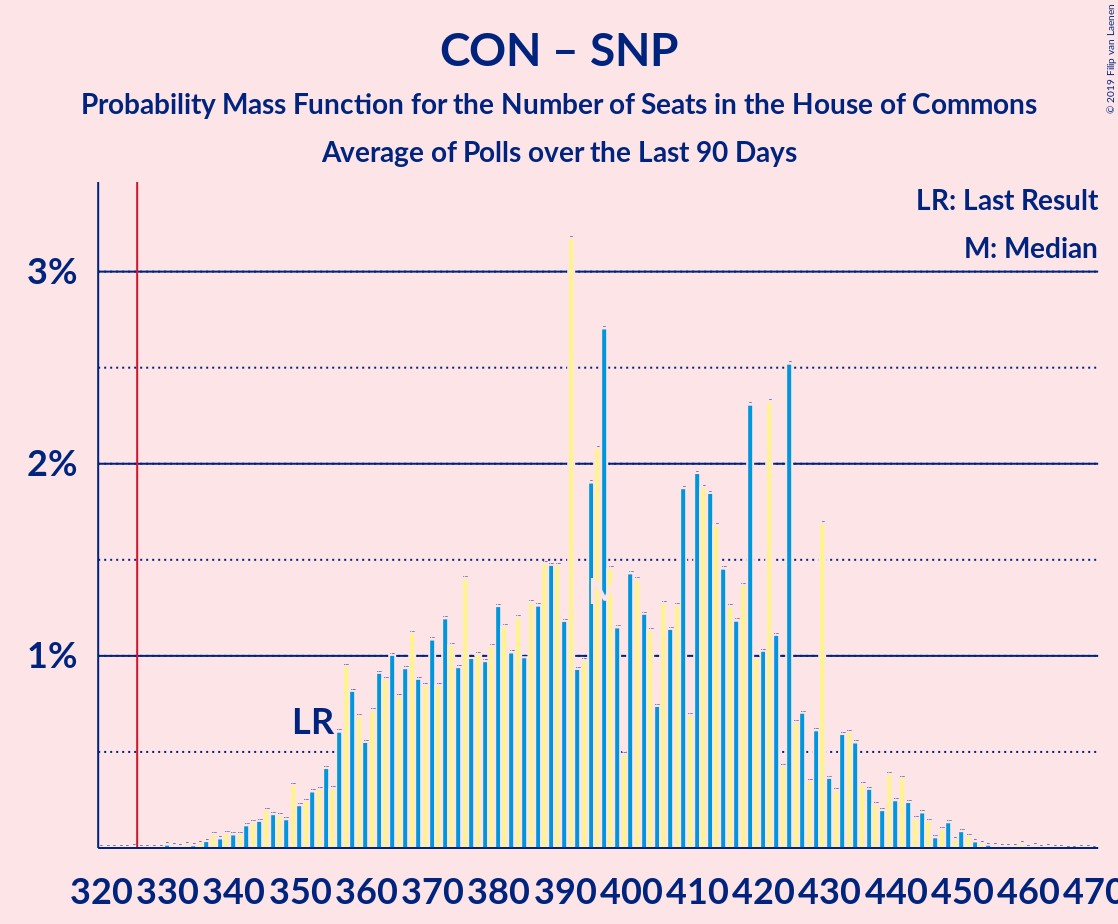 CON – SNP
Probability Mass Function for the Number of Seats in the House of Commons
Average of Polls over the Last 90 Days
© 2019 Filip van Laenen
LR: Last Result
M: Median
3%
2%
1%
LR
320 330 340 350 360 370 380 390 400 410 420 430 440 450 460 470